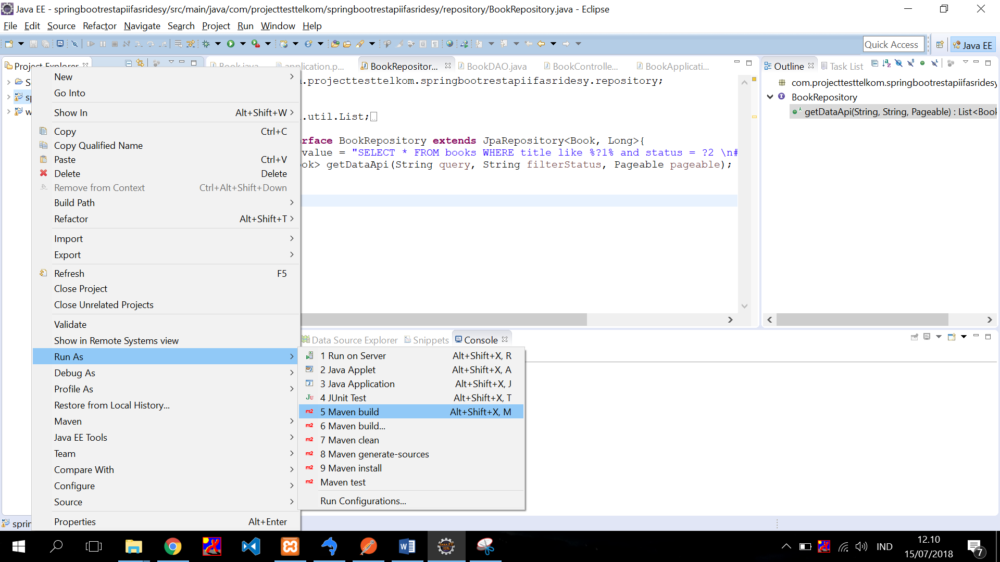 Java EE - springbootrestapiifasridesy/src/main/java/com/projecttesttelkom/springbootrestapiifasridesy/repository/BookRepository.java - Eclipse
File Edit Source Refactor Navigate Search Project Run Window Help
Quick Access
Java EE
Project Explorer
Book.java
application.p...
BookRepositor...
BookDAO.java
BookControlle...
BookApplicati...
Outline
Task List
.projecttesttelkom.springbootrestapiifasridesy.repository;
.util.List;
rface BookRepository extends JpaRepository<Book, Long>{
value = "SELECT * FROM books WHERE title like %?1% and status = ?2 \n#
ok> getDataApi(String query, String filterStatus, Pageable pageable);
com.projecttesttelkom.springbootrestapiifasridesy
BookRepository
getDataApi(String, String, Pageable) : List<Book
S
sp
w
New
Go Into
Show In Alt+Shift+W
Copy Ctrl+C
Copy Qualified Name
Paste Ctrl+V
Delete Delete
Remove from Context Ctrl+Alt+Shift+Down
Build Path
Refactor Alt+Shift+T
Import
Export
Refresh F5
Close Project
Close Unrelated Projects
Validate
Show in Remote Systems view
Run As
Debug As
Profile As
Restore from Local History...
Maven
Java EE Tools
Team
Compare With
Configure
Source
Properties Alt+Enter
Data Source Explorer
Snippets
Console
1 Run on Server Alt+Shift+X, R
2 Java Applet Alt+Shift+X, A
3 Java Application Alt+Shift+X, J
4 JUnit Test Alt+Shift+X, T
5 Maven build Alt+Shift+X, M
6 Maven build...
7 Maven clean
8 Maven generate-sources
9 Maven install
Maven test
Run Configurations...
sprin
IND
12.10
15/07/2018
7